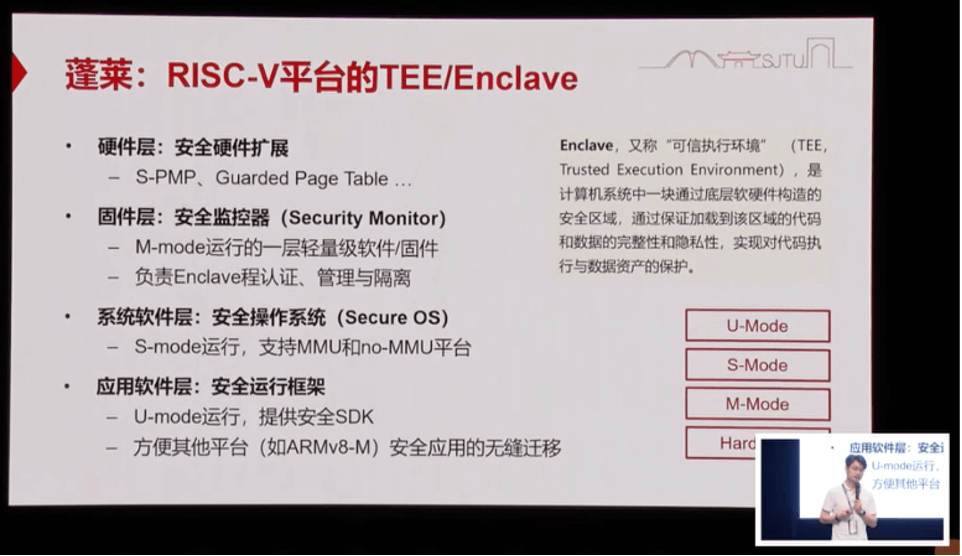 蓬莱：RISC-V平台的TEE/Enclave
SJTU
• 硬件层：安全硬件扩展
– S-PMP、Guarded Page Table …
• 固件层：安全监控器（Security Monitor）
– M-mode运行的一层轻量级软件/固件
– 负责Enclave程认证、管理与隔离
• 系统软件层：安全操作系统（Secure OS）
– S-mode运行，支持MMU和no-MMU平台
• 应用软件层：安全运行框架
– U-mode运行，提供安全SDK
– 方便其他平台（如ARMv8-M）安全应用的无缝迁移
Enclave，又称“可信执行环境”（TEE，
Trusted Execution Environment），是
计算机系统中一块通过底层软硬件构造的
安全区域，通过保证加载到该区域的代码
和数据的完整性和隐私性，实现对代码执
行与数据资产的保护。
U-Mode
S-Mode
M-Mode
Hard
• 应用软件层：安全
U-mode运行、
方便其他平台